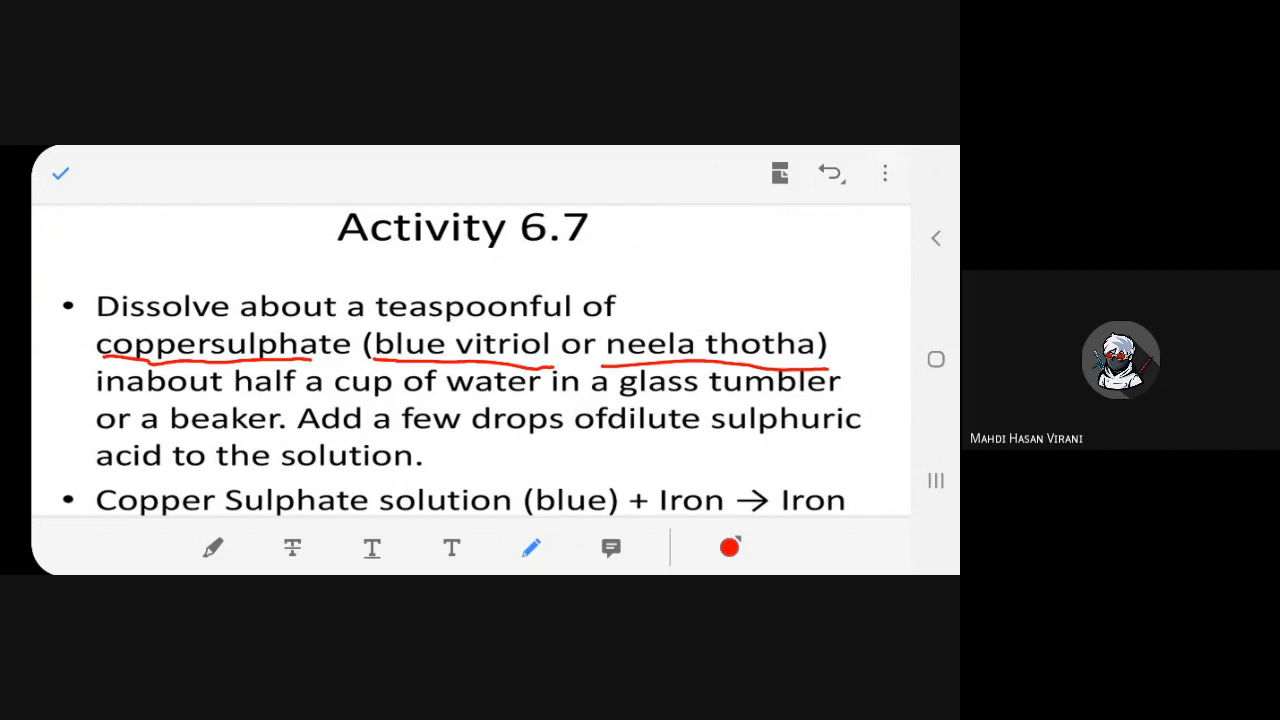 Activity 6.7
• Dissolve about a teaspoonful of
coppersulphate (blue vitriol or neela thotha)
inabout half a cup of water in a glass tumbler
or a beaker. Add a few drops ofdilute sulphuric
acid to the solution.
• Copper Sulphate solution (blue) + Iron → Iron
T T T
MAHDI HASAN VIRANI